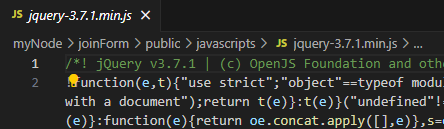 JS jquery-3.7.1.min.js ×
myNode > joinForm > public > javascripts > JS jquery-3.7.1.min.js > ...
1 /*! jQuery v3.7.1 | (c) OpenJS Foundation and othe
2 !function(e,t){"use strict";"object"==typeof modu
with a document");return t(e)}:t(e)}("undefined"!
(e)}:function(e){return oe.concat.apply([],e)},s=